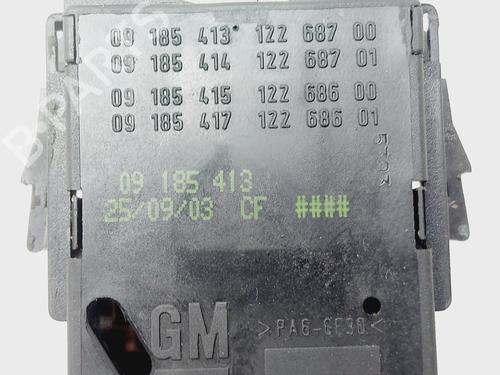 09 185 413 122 687 00
09 185 414 122 687 01
09 185 415 122 686 00
09 185 417 122 686 01
09 185 413
25/09/03 CF ####
GM
>PA6-GF30<
B-PARTS